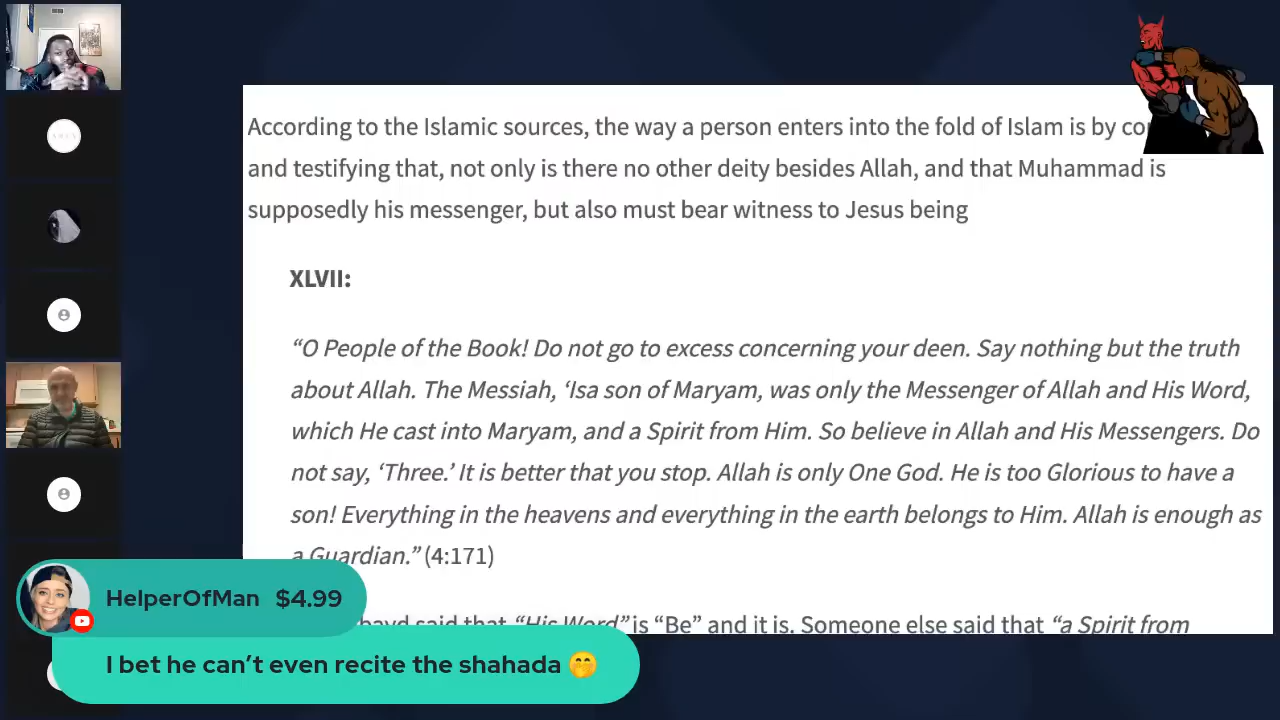 According to the Islamic sources, the way a person enters into the fold of Islam is by
and testifying that, not only is there no other deity besides Allah, and that Muhammad is
supposedly his messenger, but also must bear witness to Jesus being
XLVII:
“O People of the Book! Do not go to excess concerning your deen. Say nothing but the truth
about Allah. The Messiah, ‘Isa son of Maryam, was only the Messenger of Allah and His Word,
which He cast into Maryam, and a Spirit from Him. So believe in Allah and His Messengers. Do
not say, ‘Three.’ It is better that you stop. Allah is only One God. He is too Glorious to have a
son! Everything in the heavens and everything in the earth belongs to Him. Allah is enough as
a Guardian.” (4:171)
said that “His Word” is “Be” and it is. Someone else said that “a Spirit from
HelperOfMan $4.99
I bet he can’t even recite the shahada 🤭